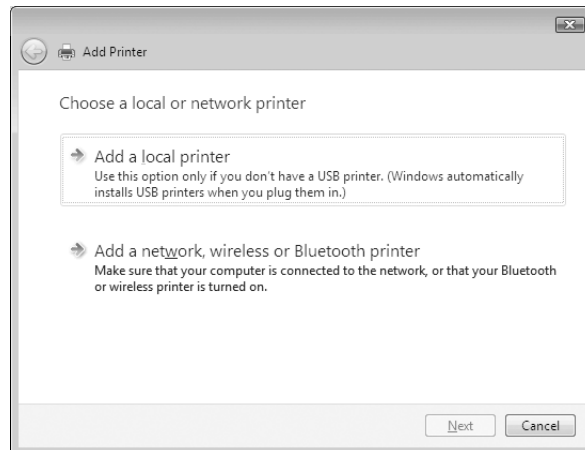 Add Printer
Choose a local or network printer
Add a local printer
Use this option only if you don't have a USB printer. (Windows automatically
installs USB printers when you plug them in.)
Add a network, wireless or Bluetooth printer
Make sure that your computer is connected to the network, or that your Bluetooth
or wireless printer is turned on.
Next Cancel